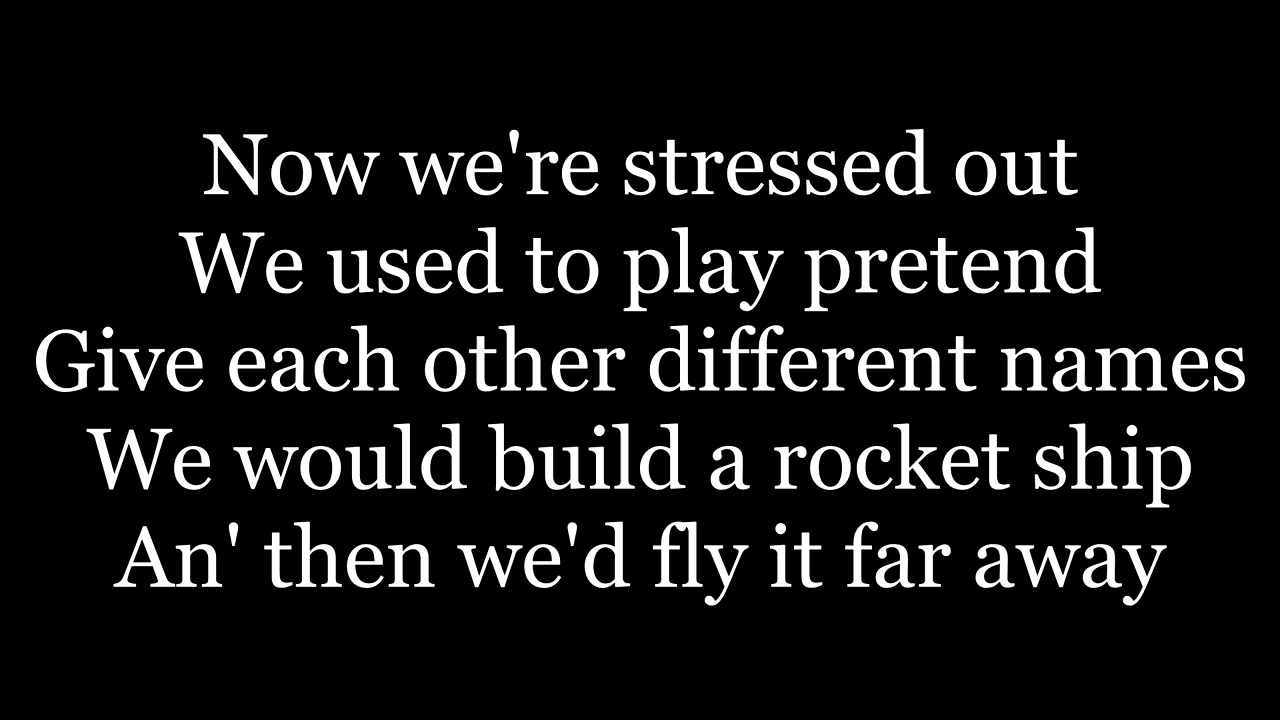 Now we're stressed out
We used to play pretend
Give each other different names
We would build a rocket ship
An' then we'd fly it far away